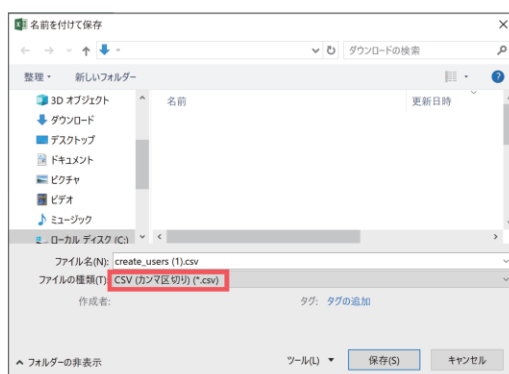 名前を付けて保存
ダウンロードの検索
整理
新しいフォルダー
名前
更新日時
3D オブジェクト
ダウンロード
デスクトップ
ドキュメント
ピクチャ
ビデオ
ミュージック
ローカル ディスク (C:)
ファイル名(N): create_users (1).csv
ファイルの種類(T): CSV (カンマ区切り) (*.csv)
作成者:
タグ: タグの追加
フォルダーの非表示
ツール(L)
保存(S)
キャンセル